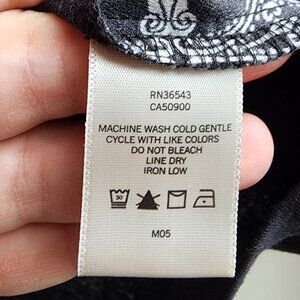 RN36543
CA50900
MACHINE WASH COLD GENTLE
CYCLE WITH LIKE COLORS
DO NOT BLEACH
LINE DRY
IRON LOW
30
M05